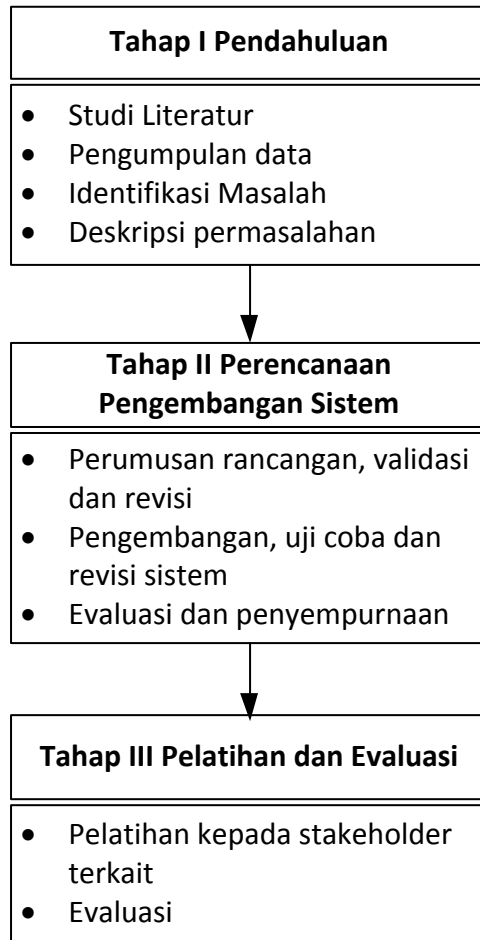 Tahap I Pendahuluan
• Studi Literatur
• Pengumpulan data
• Identifikasi Masalah
• Deskripsi permasalahan
Tahap II Perencanaan
Pengembangan Sistem
• Perumusan rancangan, validasi
dan revisi
• Pengembangan, uji coba dan
revisi sistem
• Evaluasi dan penyempurnaan
Tahap III Pelatihan dan Evaluasi
• Pelatihan kepada stakeholder
terkait
• Evaluasi